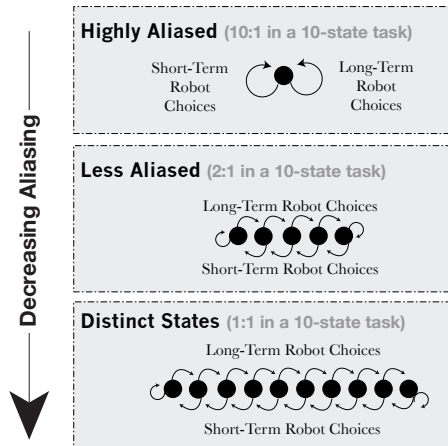 Decreasing Aliasing
Highly Aliased (10:1 in a 10-state task)
Short-Term
Robot
Choices
Long-Term
Robot
Choices
Less Aliased (2:1 in a 10-state task)
Long-Term Robot Choices
Short-Term Robot Choices
Distinct States (1:1 in a 10-state task)
Long-Term Robot Choices
Short-Term Robot Choices